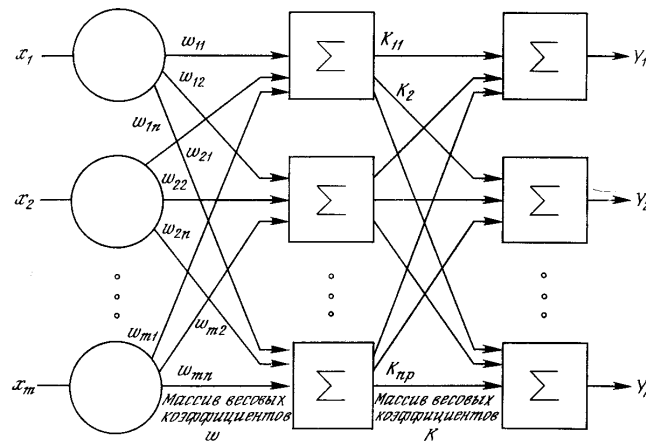 x1
w11
Σ
K11
Σ
Y1
w12
K2
w1n
w21
x2
w22
Σ
Σ
Y2
w2n
wm1
wm2
xm
wmn
Σ
Knp
Σ
Массив весовых
коэффициентов
w
Массив весовых
коэффициентов
K